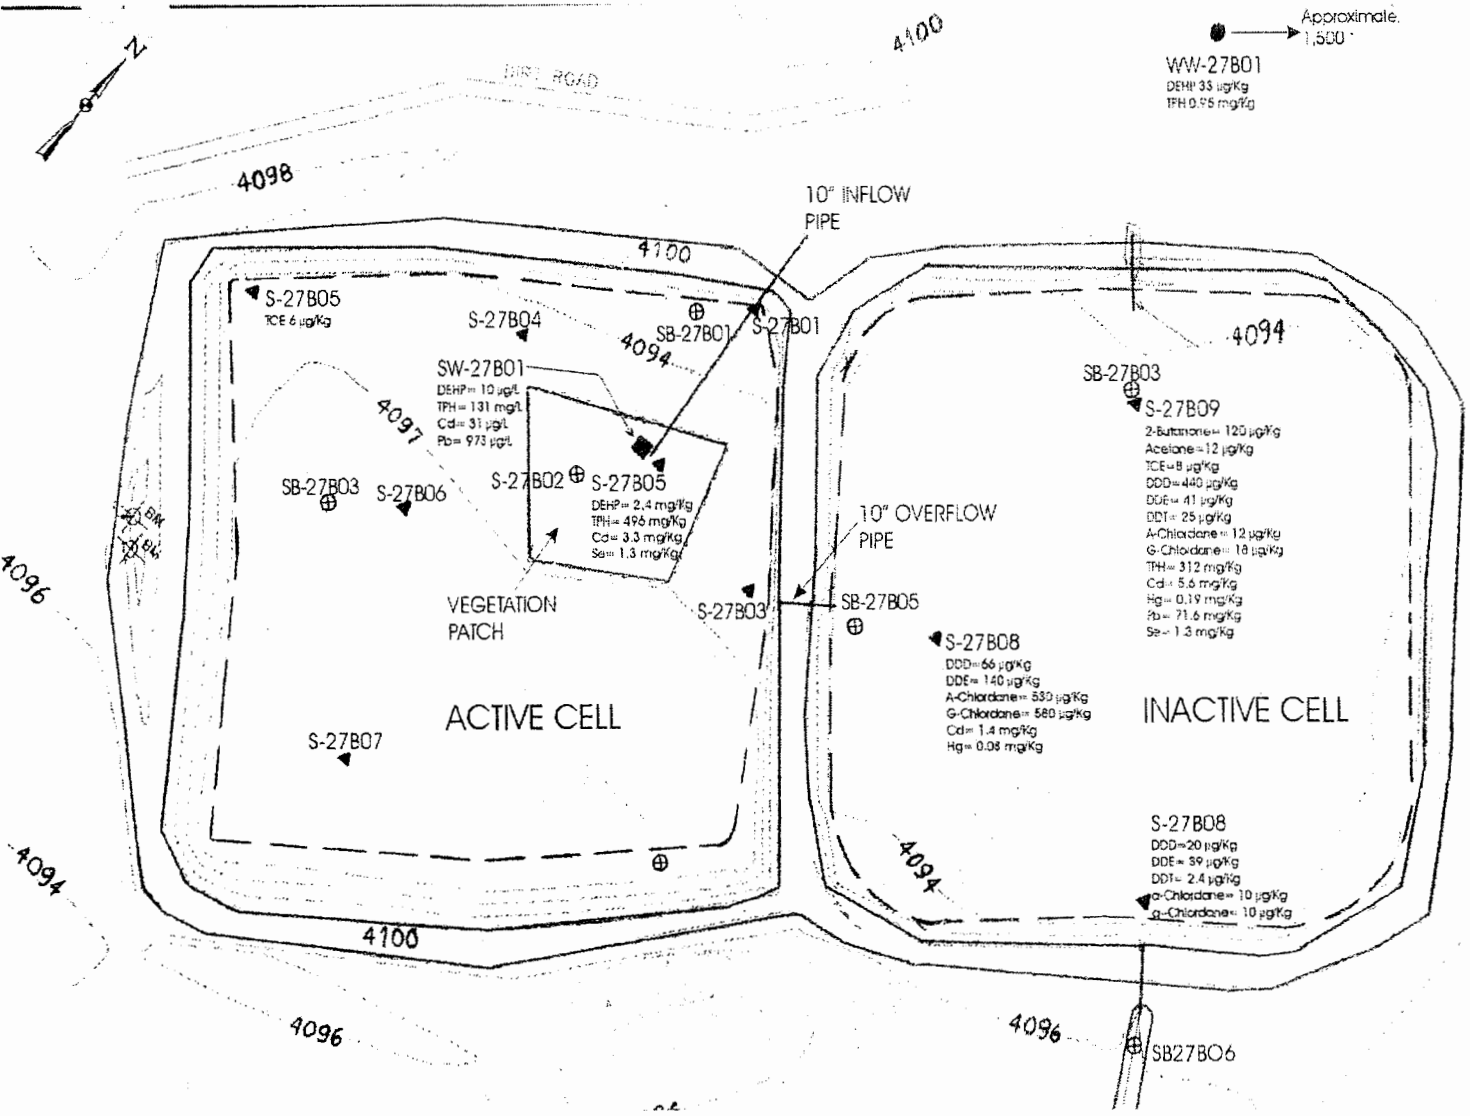 N
4100
Approximate.
1,500 '
DIRT ROAD
WW-27B01
DEHP 33 µg/Kg
TPH 0.95 mg/Kg
4098
10" INFLOW
PIPE
4100
S-27B05
TCE 6 µg/Kg
S-27B04
SB-27B01
S-27B01
4094
4094
SW-27B01
DEHP= 10 µg/L
TPH= 131 mg/L
Cd= 31 µg/L
Pb= 973 µg/L
4097
SB-27B03
S-27B09
2-Butanone= 120 µg/Kg
Acetone=12 µg/Kg
TCE=8 µg/Kg
DDD=440 µg/Kg
DDE= 41 µg/Kg
DDT= 25 µg/Kg
A-Chlordane= 12 µg/Kg
G-Chlordane= 18 µg/Kg
TPH= 312 mg/Kg
Cd= 5.6 mg/Kg
Hg= 0.19 mg/Kg
Pb= 71.6 mg/Kg
Se= 1.3 mg/Kg
SB-27B03
S-27B06
S-27B02
S-27B05
DEHP= 2.4 mg/Kg
TPH= 496 mg/Kg
Cd= 3.3 mg/Kg
Se= 1.3 mg/Kg
BM
BM
10" OVERFLOW
PIPE
4096
VEGETATION
PATCH
S-27B03
SB-27B05
S-27B08
DDD= 66 µg/Kg
DDE= 140 µg/Kg
A-Chlordane= 530 µg/Kg
G-Chlordane= 580 µg/Kg
Cd= 1.4 mg/Kg
Hg= 0.08 mg/Kg
ACTIVE CELL
INACTIVE CELL
S-27B07
S-27B08
DDD=20 µg/Kg
DDE= 39 µg/Kg
DDT= 2.4 µg/Kg
α-Chlordane= 10 µg/Kg
g-Chlordane= 10 µg/Kg
4094
4094
4100
4096
4096
SB27B06